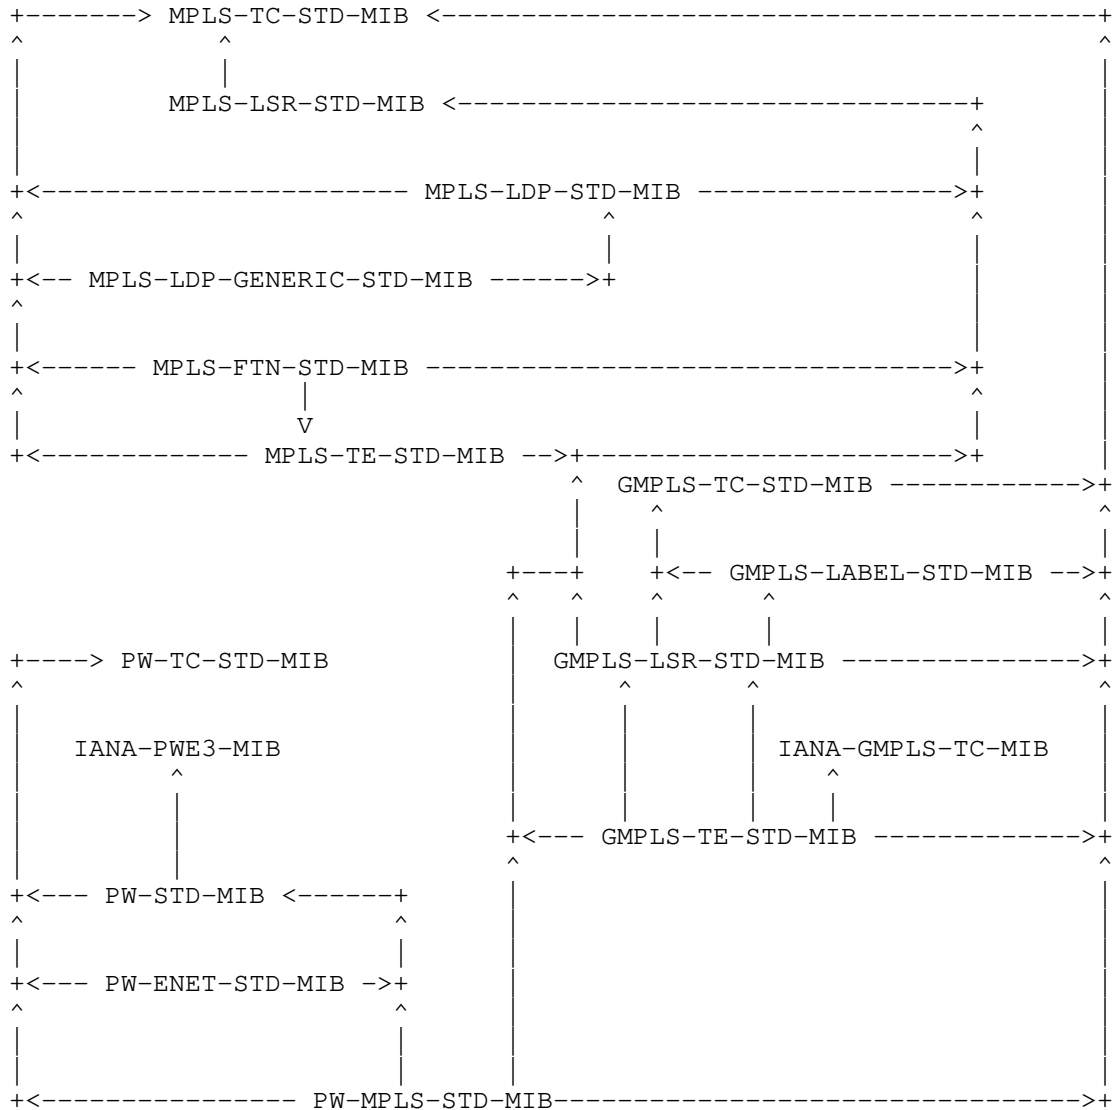 MPLS-TC-STD-MIB
MPLS-LSR-STD-MIB
MPLS-LDP-STD-MIB
MPLS-LDP-GENERIC-STD-MIB
MPLS-FTN-STD-MIB
V
MPLS-TE-STD-MIB
GMPLS-TC-STD-MIB
GMPLS-LABEL-STD-MIB
PW-TC-STD-MIB GMPLS-LSR-STD-MIB
IANA-PWE3-MIB IANA-GMPLS-TC-MIB
GMPLS-TE-STD-MIB
PW-STD-MIB
PW-ENET-STD-MIB
PW-MPLS-STD-MIB